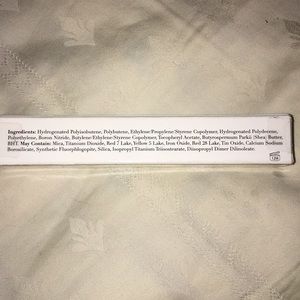 Ingredients: Hydrogenated Polyisobutene, Polybutene, Ethylene/Propylene/Styrene Copolymer, Hydrogenated Polydecene,
Polyethylene, Boron Nitride, Butylene/Ethylene/Styrene Copolymer, Tocopheryl Acetate, Butyrospermum Parkii (Shea) Butter,
BHT. May Contain: Mica, Titanium Dioxide, Red 7 Lake, Yellow 5 Lake, Iron Oxide, Red 28 Lake, Tin Oxide, Calcium Sodium
Borosilicate, Synthetic Fluorphlogopite, Silica, Isopropyl Titanium Triisostearate, Diisopropyl Dimer Dilinoleate.